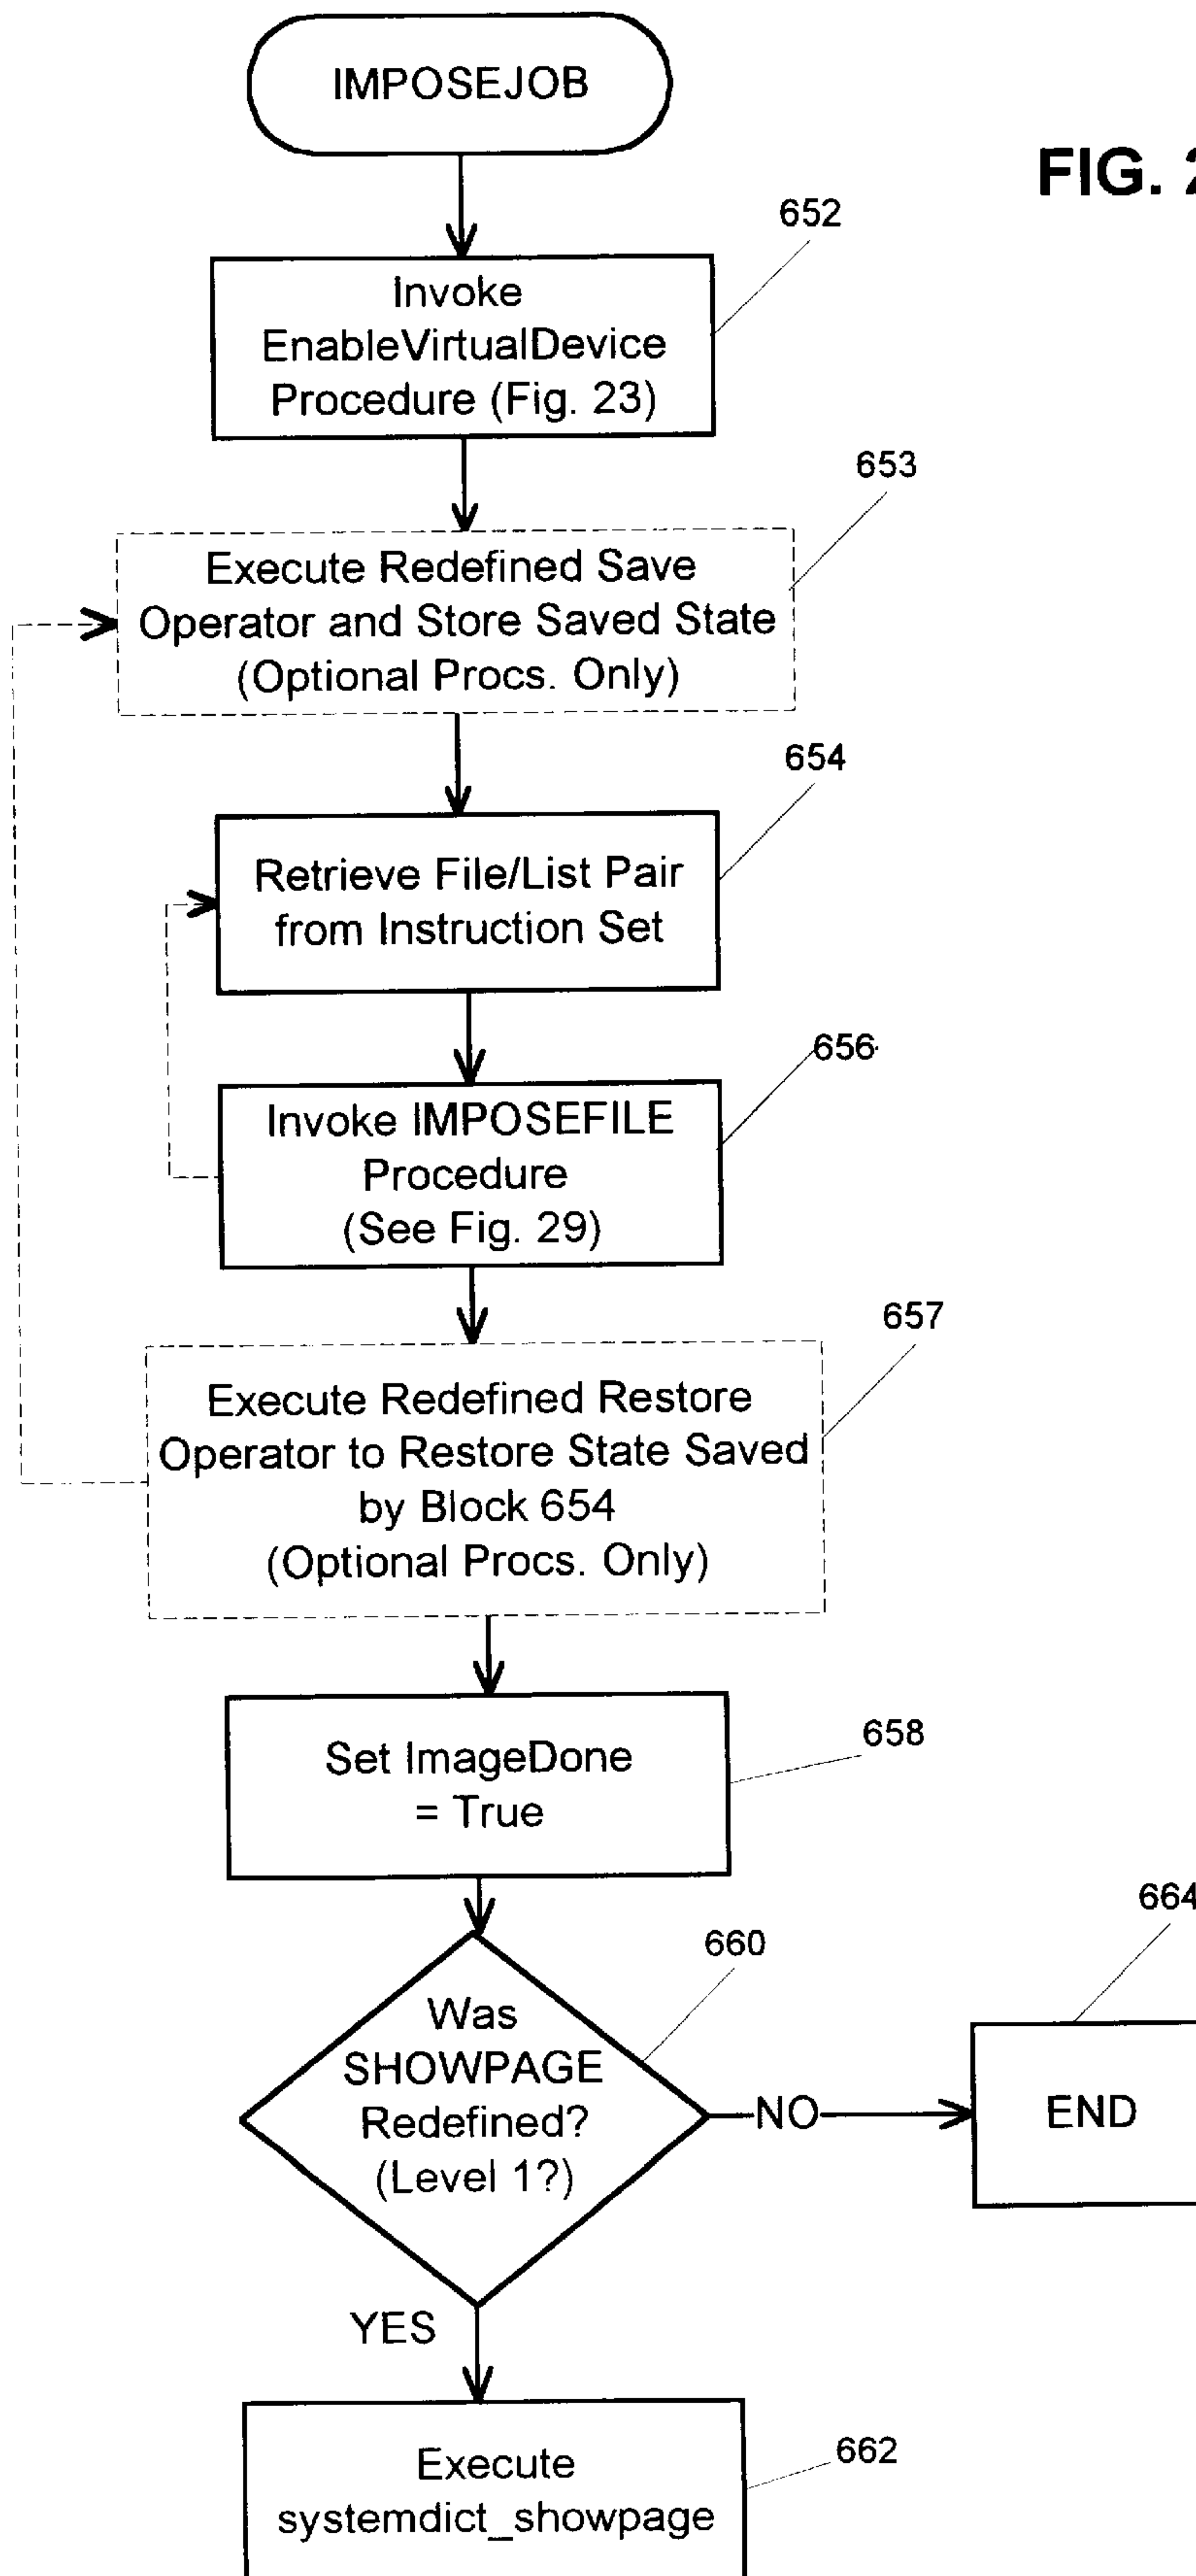 IMPOSEJOB
FIG. 2
652
Invoke
EnableVirtualDevice
Procedure (Fig. 23)
653
Execute Redefined Save
Operator and Store Saved State
(Optional Procs. Only)
654
Retrieve File/List Pair
from Instruction Set
656
Invoke IMPOSEFILE
Procedure
(See Fig. 29)
657
Execute Redefined Restore
Operator to Restore State Saved
by Block 654
(Optional Procs. Only)
658
Set ImageDone
= True
660
664
Was
SHOWPAGE
Redefined?
(Level 1?)
NO
END
YES
662
Execute
systemdict_showpage